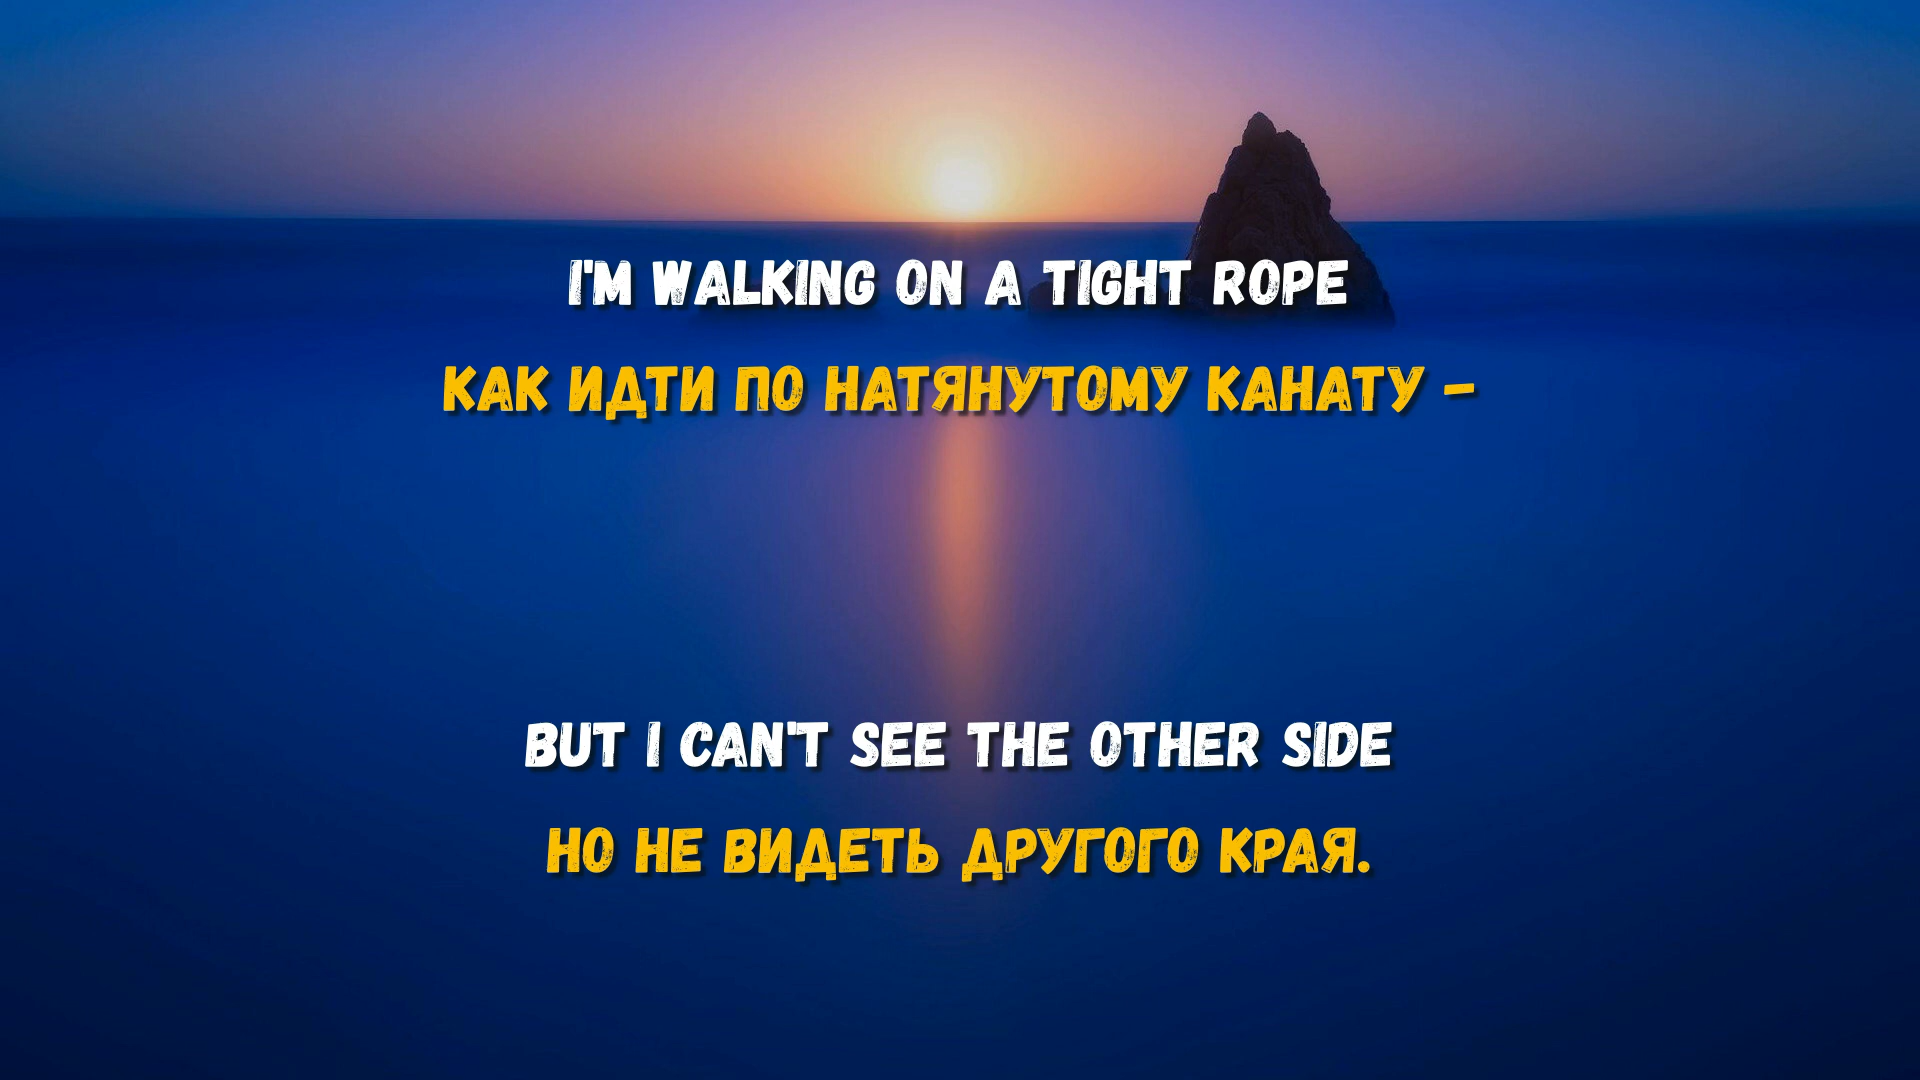 I'M WALKING ON A TIGHT ROPE
КАК ИДТИ ПО НАТЯНУТОМУ КАНАТУ –
BUT I CAN'T SEE THE OTHER SIDE
НО НЕ ВИДЕТЬ ДРУГОГО КРАЯ.